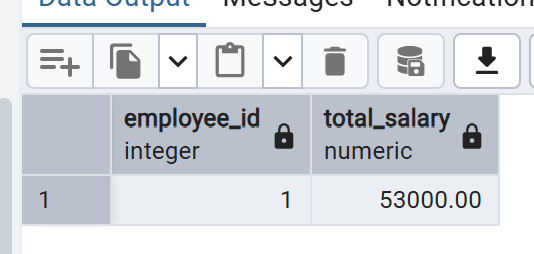 Data Output Messages Notification
employee_id total_salary
integer numeric
1 1 53000.00